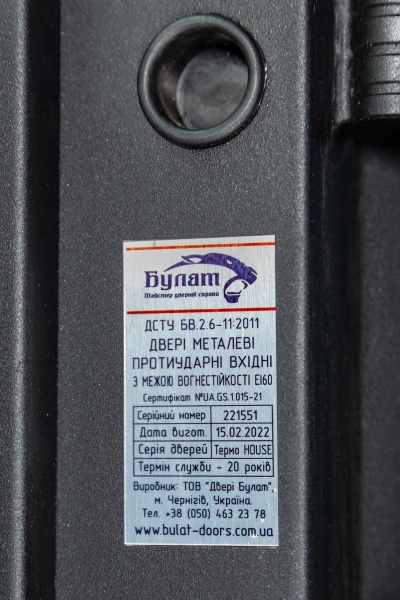 Булат
Майстер дверної справи
ДСТУ БВ.2.6-11:2011
ДВЕРІ МЕТАЛЕВІ
ПРОТИУДАРНІ ВХІДНІ
З МЕЖОЮ ВОГНЕСТІЙКОСТІ ЕІ60
Сертифікат №UA.GS.1.015-21
Серійний номер 221551
Дата вигот. 15.02.2022
Серія дверей Термо HOUSE
Термін служби - 20 років
Виробник: ТОВ "Двері Булат",
м. Чернігів, Україна.
Тел. +38 (050) 463 23 78
www.bulat-doors.com.ua